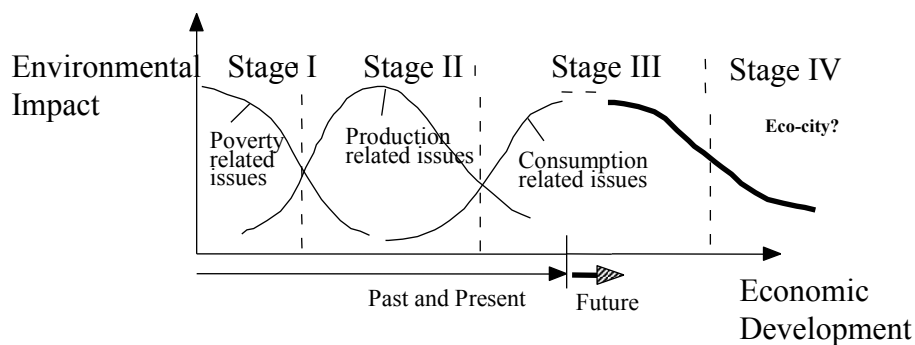 Environmental
Impact
Stage I
Stage II
Stage III
Stage IV
Poverty
related
issues
Production
related issues
Consumption
related issues
Eco-city?
Past and Present
Future
Economic
Development